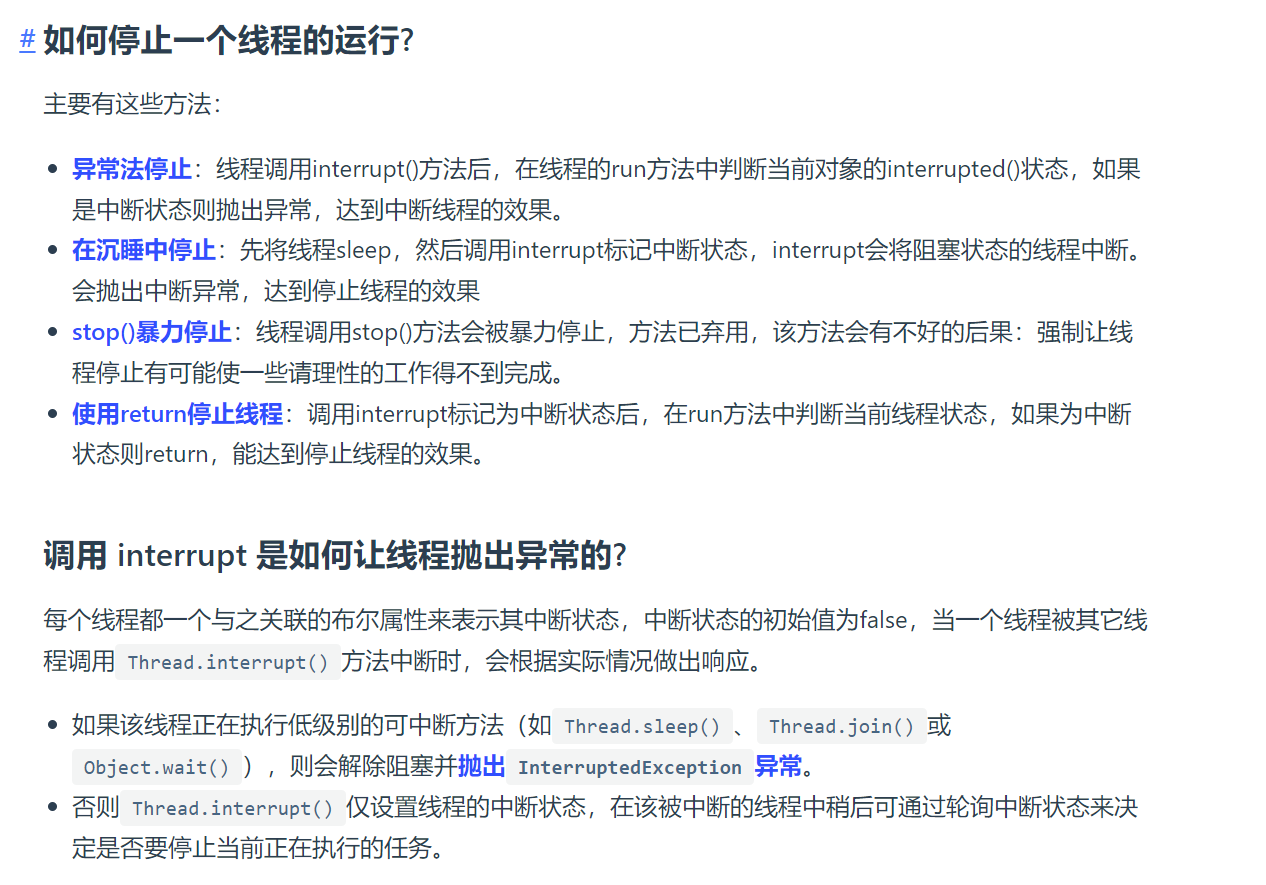 # 如何停止一个线程的运行?
主要有这些方法：
异常法停止：线程调用interrupt()方法后，在线程的run方法中判断当前对象的interrupted()状态，如果
是中断状态则抛出异常，达到中断线程的效果。
在沉睡中停止：先将线程sleep，然后调用interrupt标记中断状态，interrupt会将阻塞状态的线程中断。
会抛出中断异常，达到停止线程的效果
stop()暴力停止：线程调用stop()方法会被暴力停止，方法已弃用，该方法会有不好的后果：强制让线
程停止有可能使一些请理性的工作得不到完成。
使用return停止线程：调用interrupt标记为中断状态后，在run方法中判断当前线程状态，如果为中断
状态则return，能达到停止线程的效果。
调用 interrupt 是如何让线程抛出异常的?
每个线程都一个与之关联的布尔属性来表示其中断状态，中断状态的初始值为false，当一个线程被其它线
程调用 Thread.interrupt() 方法中断时，会根据实际情况做出响应。
如果该线程正在执行低级别的可中断方法（如 Thread.sleep() 、 Thread.join() 或
Object.wait() ），则会解除阻塞并抛出 InterruptedException 异常。
否则 Thread.interrupt() 仅设置线程的中断状态，在该被中断的线程中稍后可通过轮询中断状态来决
定是否要停止当前正在执行的任务。